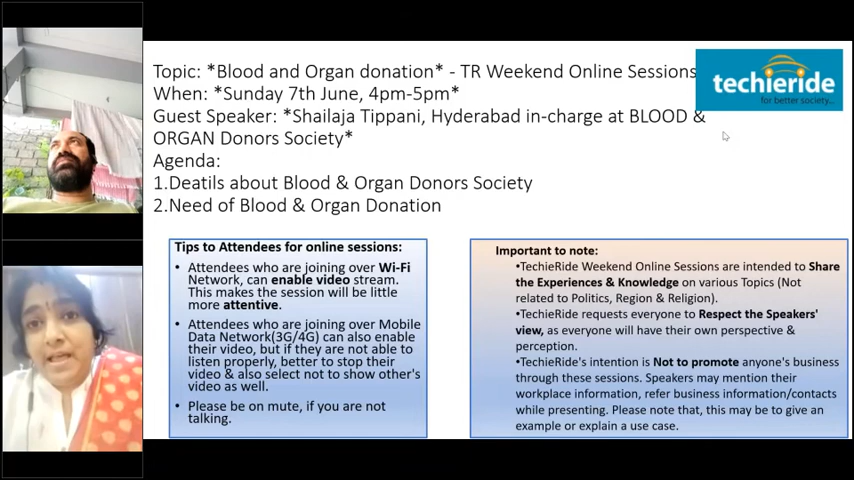 Topic: *Blood and Organ donation* - TR Weekend Online Sessions
When: *Sunday 7th June, 4pm-5pm*
Guest Speaker: *Shailaja Tippani, Hyderabad in-charge at BLOOD &
ORGAN Donors Society*
Agenda:
1.Deatils about Blood & Organ Donors Society
2.Need of Blood & Organ Donation
techieride
for better society..
Tips to Attendees for online sessions:
• Attendees who are joining over Wi-Fi
Network, can enable video stream.
This makes the session will be little
more attentive.
• Attendees who are joining over Mobile
Data Network(3G/4G) can also enable
their video, but if they are not able to
listen properly, better to stop their
video & also select not to show other's
video as well.
• Please be on mute, if you are not
talking.
Important to note:
•TechieRide Weekend Online Sessions are intended to Share
the Experiences & Knowledge on various Topics (Not
related to Politics, Region & Religion).
•TechieRide requests everyone to Respect the Speakers'
view, as everyone will have their own perspective &
perception.
•TechieRide's intention is Not to promote anyone's business
through these sessions. Speakers may mention their
workplace information, refer business information/contacts
while presenting. Please note that, this may be to give an
example or explain a use case.